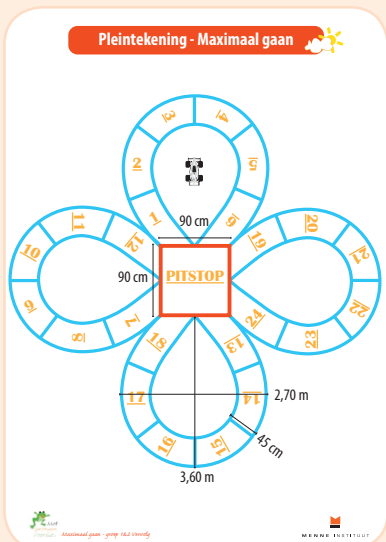 Pleintekening - Maximaal gaan
3
4
2
5
1
6
90 cm
11
12
19
20
10
21
90 cm
PITSTOP
9
22
8
7
24
23
18
13
17
14
2,70 m
16
15
45 cm
3,60 m
Maximaal gaan - groep 1&2 Vervolg
MENNE INSTITUUT